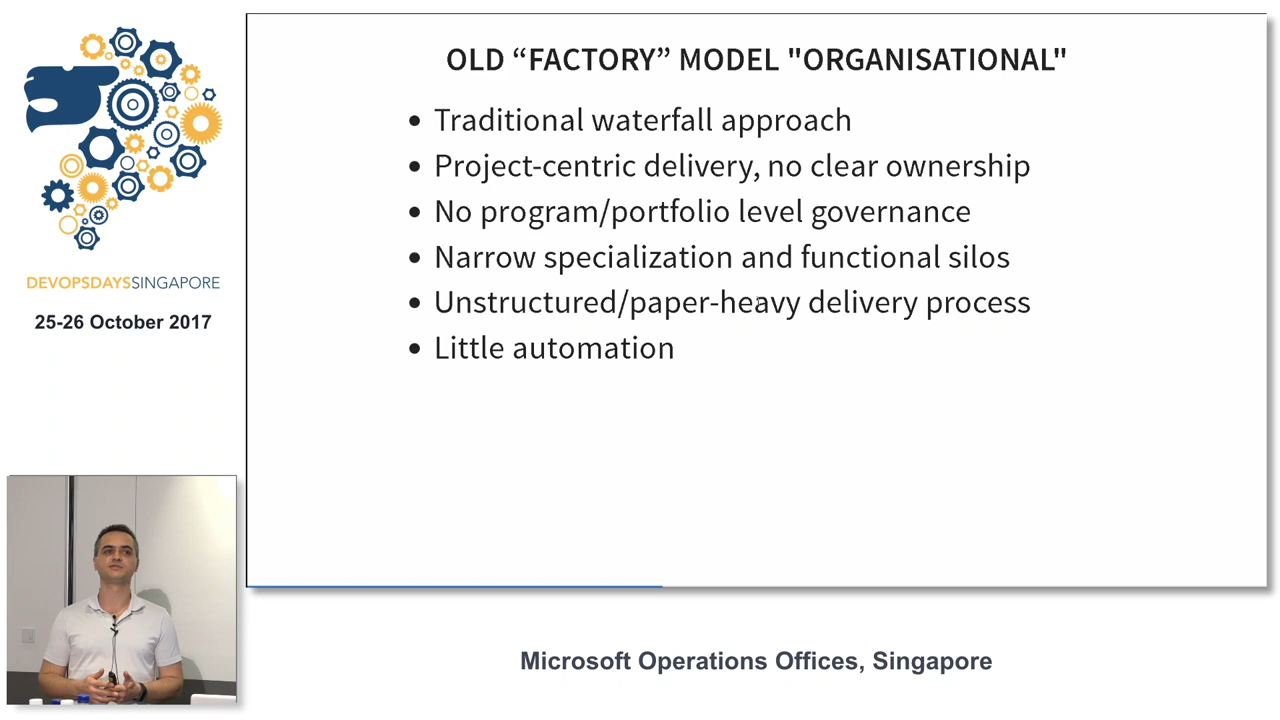 OLD “FACTORY” MODEL "ORGANISATIONAL"
• Traditional waterfall approach
• Project-centric delivery, no clear ownership
• No program/portfolio level governance
• Narrow specialization and functional silos
• Unstructured/paper-heavy delivery process
• Little automation
DEVOPSDAYSSINGAPORE
25-26 October 2017
Microsoft Operations Offices, Singapore